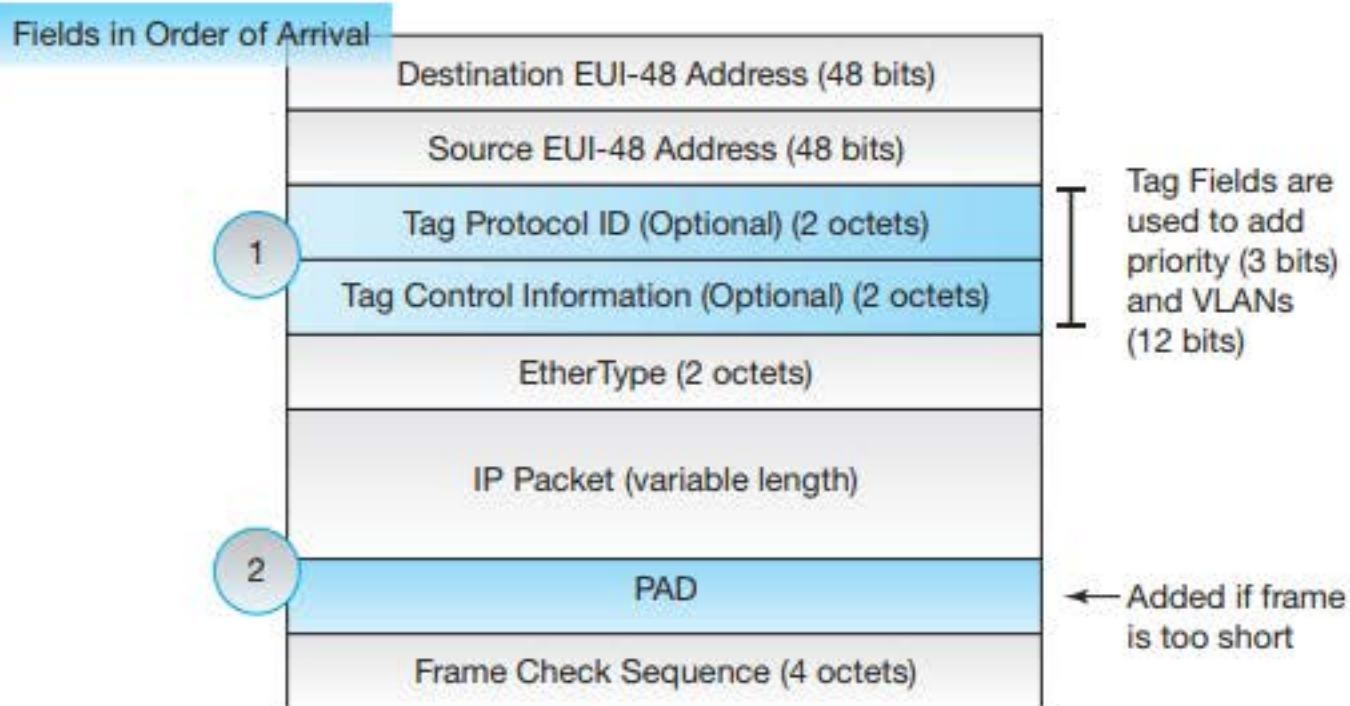 Fields in Order of Arrival
Destination EUI-48 Address (48 bits)
Source EUI-48 Address (48 bits)
1
Tag Protocol ID (Optional) (2 octets)
Tag Control Information (Optional) (2 octets)
Tag Fields are
used to add
priority (3 bits)
and VLANs
(12 bits)
EtherType (2 octets)
IP Packet (variable length)
2
PAD
Added if frame
is too short
Frame Check Sequence (4 octets)